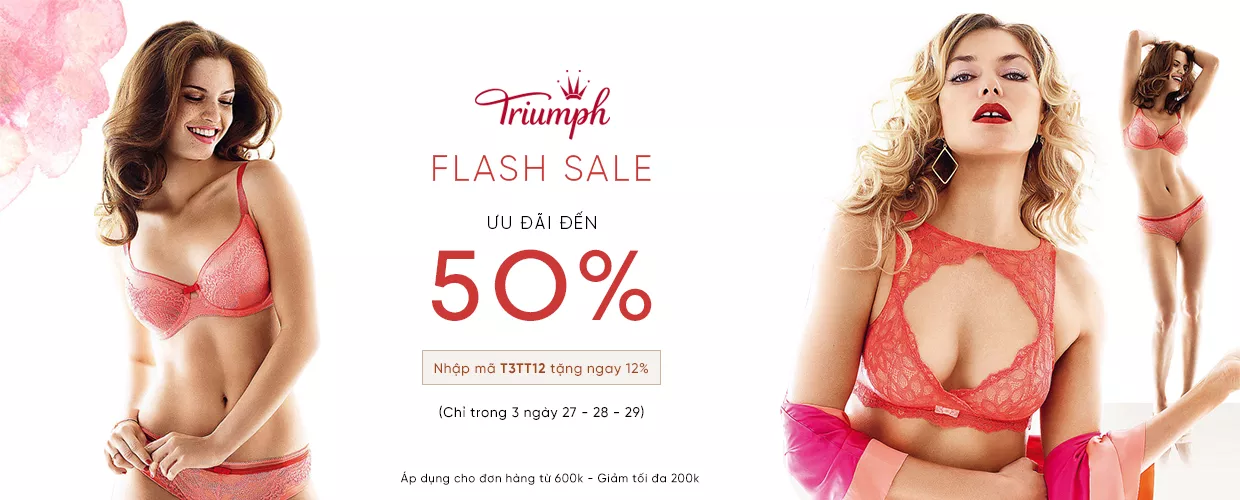 Triumph
FLASH SALE
ƯU ĐÃI ĐẾN
50%
Nhập mã T3TT12 tặng ngay 12%
(Chỉ trong 3 ngày 27 - 28 - 29)
Áp dụng cho đơn hàng từ 600k - Giảm tối đa 200k